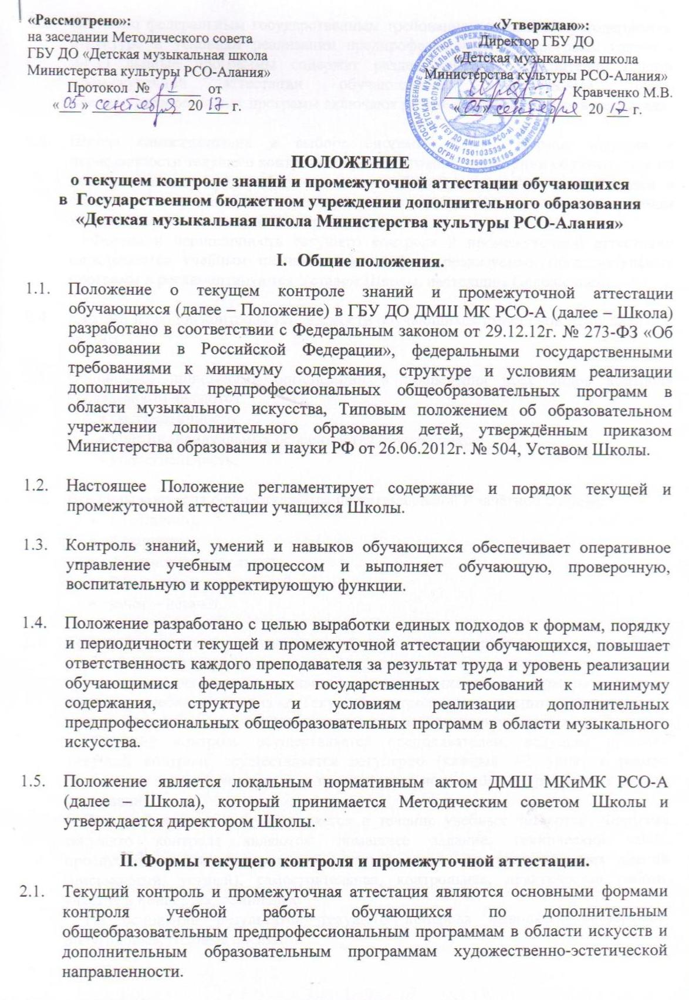 «Рассмотрено»:
на заседании Методического совета
ГБУ ДО «Детская музыкальная школа
Министерства культуры РСО-Алания»
Протокол № 1 от
«05» сентября 2017 г.
«Утверждаю»:
Директор ГБУ ДО
«Детская музыкальная школа
Министерства культуры РСО-Алания»
Кравченко М.В.
«05» сентября 2017 г.
ПОЛОЖЕНИЕ
о текущем контроле знаний и промежуточной аттестации обучающихся
в Государственном бюджетном учреждении дополнительного образования
«Детская музыкальная школа Министерства культуры РСО-Алания»
I. Общие положения.
1.1. Положение о текущем контроле знаний и промежуточной аттестации
обучающихся (далее – Положение) в ГБУ ДО ДМШ МК РСО-А (далее – Школа)
разработано в соответствии с Федеральным законом от 29.12.12г. № 273-ФЗ «Об
образовании в Российской Федерации», федеральными государственными
требованиями к минимуму содержания, структуре и условиям реализации
дополнительных предпрофессиональных общеобразовательных программ в
области музыкального искусства, Типовым положением об образовательном
учреждении дополнительного образования детей, утверждённым приказом
Министерства образования и науки РФ от 26.06.2012г. № 504, Уставом Школы.
1.2. Настоящее Положение регламентирует содержание и порядок текущей и
промежуточной аттестации учащихся Школы.
1.3. Контроль знаний, умений и навыков обучающихся обеспечивает оперативное
управление учебным процессом и выполняет обучающую, проверочную,
воспитательную и корректирующую функции.
1.4. Положение разработано с целью выработки единых подходов к формам, порядку
и периодичности текущей и промежуточной аттестации обучающихся, повышает
ответственность каждого преподавателя за результат труда и уровень реализации
обучающимися федеральных государственных требований к минимуму
содержания, структуре и условиям реализации дополнительных
предпрофессиональных общеобразовательных программ в области музыкального
искусства.
1.5. Положение является локальным нормативным актом ДМШ МКиМК РСО-А
(далее – Школа), который принимается Методическим советом Школы и
утверждается директором Школы.
II. Формы текущего контроля и промежуточной аттестации.
2.1. Текущий контроль и промежуточная аттестация являются основными формами
контроля учебной работы обучающихся по дополнительным
общеобразовательным предпрофессиональным программам в области искусств и
дополнительным образовательным программам художественно-эстетической
направленности.
(ГБУ ДО ДМШ МК РСО-А)
ИНН 1501035334
ОГРН 1031500151165